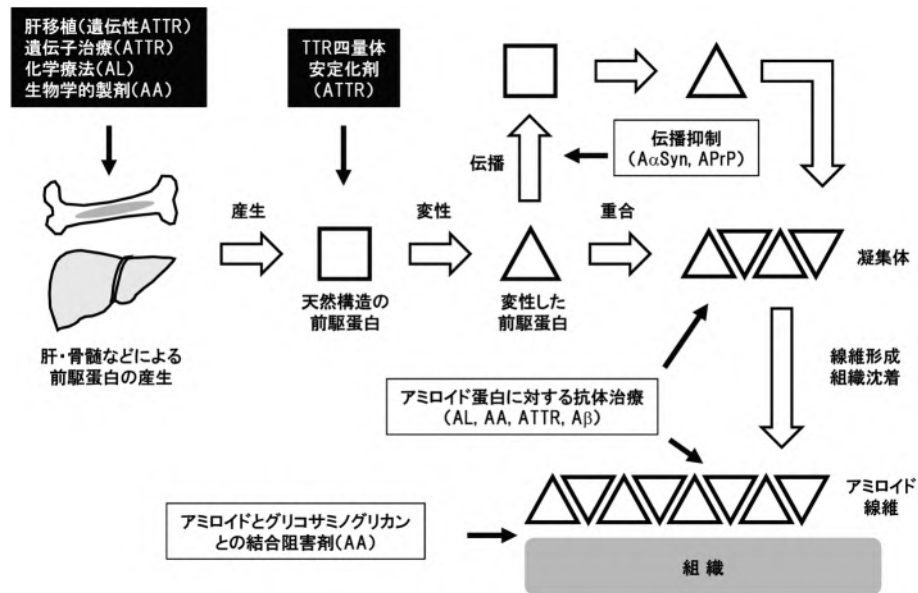 肝移植(遺伝性ATTR)
遺伝子治療(ATTR)
化学療法(AL)
生物学的製剤(AA)
TTR四量体
安定化剤
(ATTR)
伝播
伝播抑制
(AαSyn, APrP)
産生
変性
重合
凝集体
天然構造の
前駆蛋白
変性した
前駆蛋白
肝・骨髄などによる
前駆蛋白の産生
線維形成
組織沈着
アミロイド蛋白に対する抗体治療
(AL, AA, ATTR, Aβ)
アミロイド
線維
アミロイドとグリコサミノグリカン
との結合阻害剤(AA)
組織